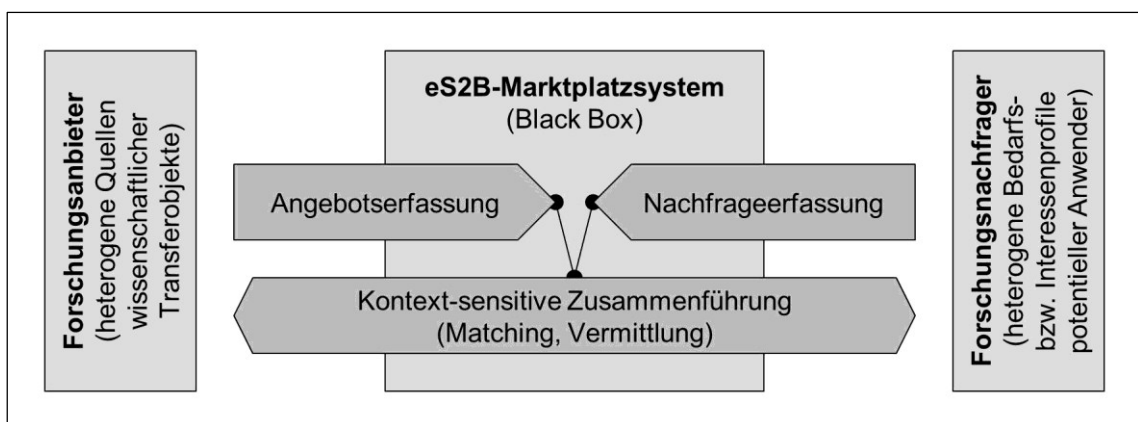 Forschungsanbieter
(heterogene Quellen
wissenschaftlicher
Transferobjekte)
eS2B-Marktplatzsystem
(Black Box)
Angebotserfassung
Nachfrageerfassung
Kontext-sensitive Zusammenführung
(Matching, Vermittlung)
Forschungsnachfrager
(heterogene Bedarfs-
bzw. Interessenprofile
potentieller Anwender)